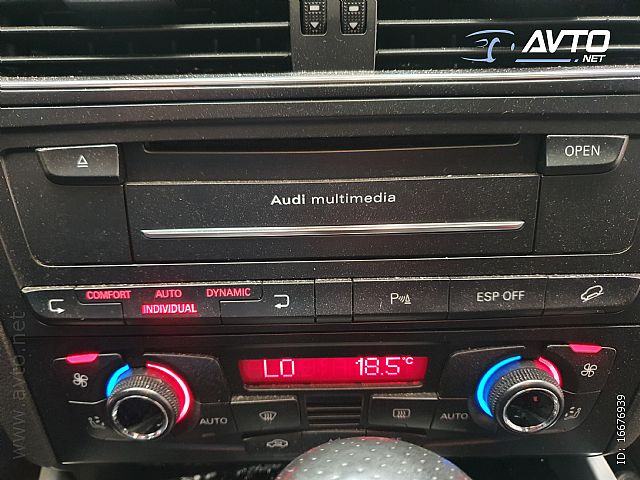 AVTO
.NET
OPEN
Audi multimedia
COMFORT AUTO DYNAMIC
INDIVIDUAL
P
ESP OFF
LO 18.5°C
AUTO
AUTO
www.avto.net
ID: 16676939